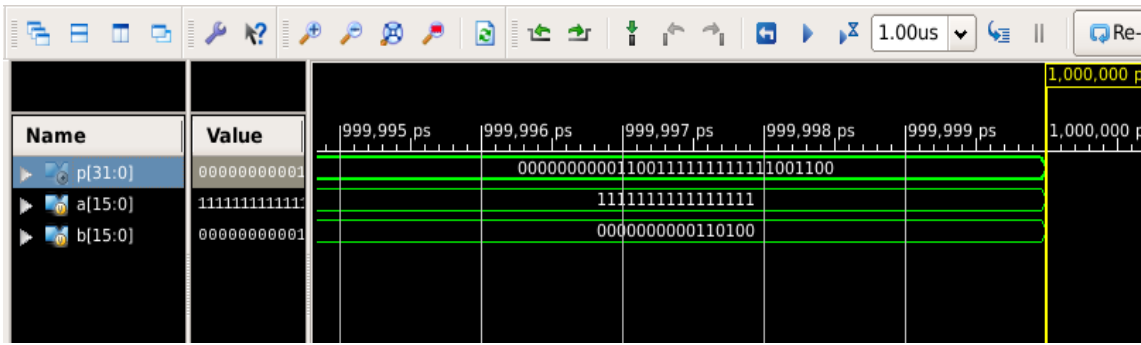 1.00us
Re-
1,000,000 p
Name Value
999,995 ps 999,996 ps 999,997 ps 999,998 ps 999,999 ps 1,000,000 p
p[31:0] 00000000001 00000000001100111111111111001100
a[15:0] 1111111111111 1111111111111111
b[15:0] 00000000001 0000000000110100